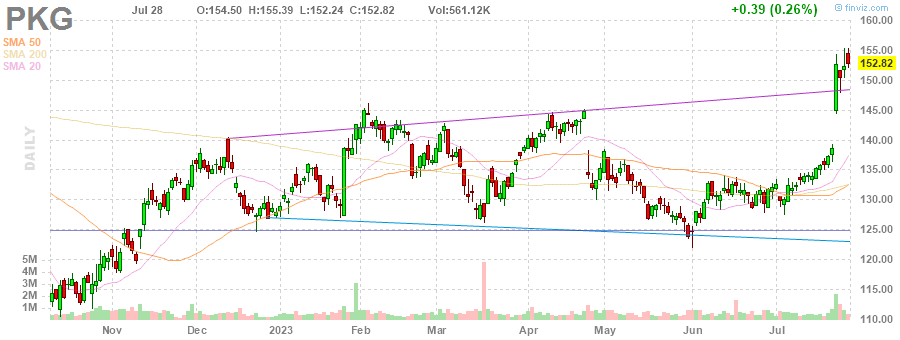 PKG Jul 28 O:154.50 H:155.39 L:152.24 C:152.82 Vol:561.12K +0.39 (0.26%) © finviz.com
SMA 50
SMA 200
SMA 20
DAILY
160.00
155.00
152.82
150.00
145.00
140.00
135.00
130.00
125.00
120.00
115.00
110.00
5M
4M
3M
2M
1M
Nov Dec 2023 Feb Mar Apr May Jun Jul